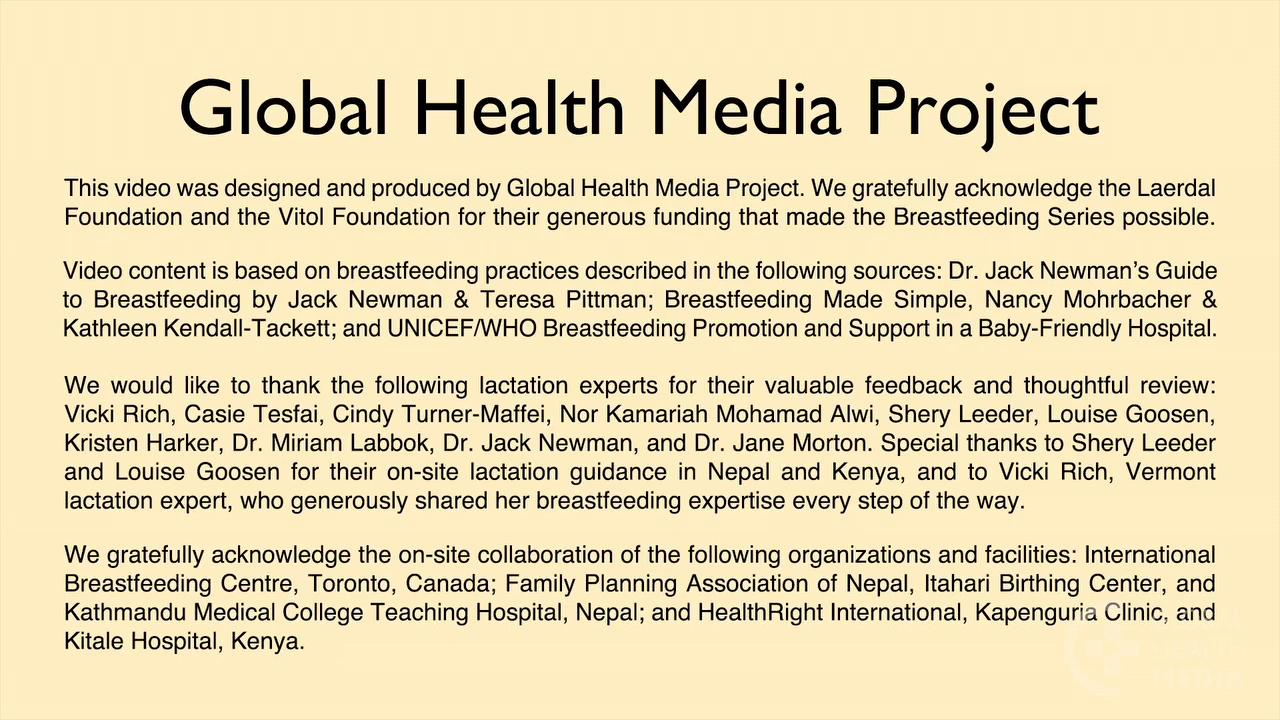 Global Health Media Project
This video was designed and produced by Global Health Media Project. We gratefully acknowledge the Laerdal
Foundation and the Vitol Foundation for their generous funding that made the Breastfeeding Series possible.
Video content is based on breastfeeding practices described in the following sources: Dr. Jack Newman's Guide
to Breastfeeding by Jack Newman & Teresa Pittman; Breastfeeding Made Simple, Nancy Mohrbacher &
Kathleen Kendall-Tackett; and UNICEF/WHO Breastfeeding Promotion and Support in a Baby-Friendly Hospital.
We would like to thank the following lactation experts for their valuable feedback and thoughtful review:
Vicki Rich, Casie Tesfai, Cindy Turner-Maffei, Nor Kamariah Mohamad Alwi, Shery Leeder, Louise Goosen,
Kristen Harker, Dr. Miriam Labbok, Dr. Jack Newman, and Dr. Jane Morton. Special thanks to Shery Leeder
and Louise Goosen for their on-site lactation guidance in Nepal and Kenya, and to Vicki Rich, Vermont
lactation expert, who generously shared her breastfeeding expertise every step of the way.
We gratefully acknowledge the on-site collaboration of the following organizations and facilities: International
Breastfeeding Centre, Toronto, Canada; Family Planning Association of Nepal, Itahari Birthing Center, and
Kathmandu Medical College Teaching Hospital, Nepal; and HealthRight International, Kapenguria Clinic, and
Kitale Hospital, Kenya.
HEALTH
MEDIA